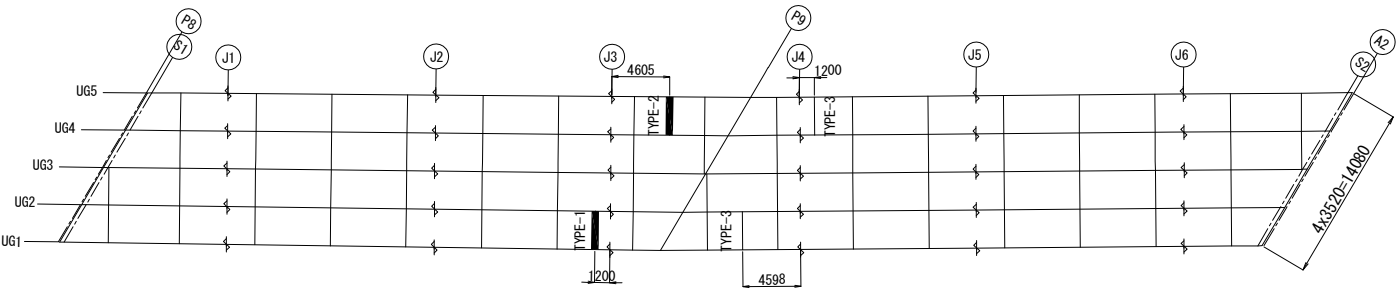 P8
S1
J1
J2
J3
P9
J4
J5
J6
A2
S2
4605
1200
UG5
TYPE-2
TYPE-3
UG4
UG3
4x3520=14080
UG2
TYPE-1
TYPE-3
UG1
1200
4598